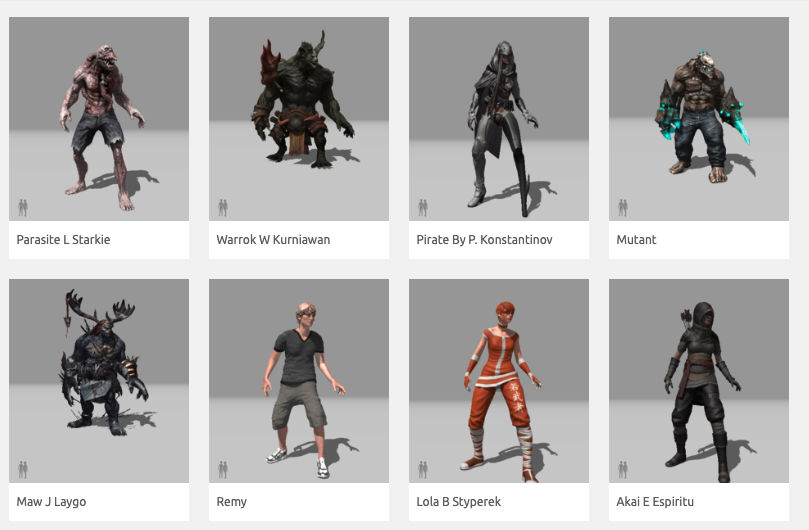 Parasite L Starkie
Warrok W Kurniawan
Pirate By P. Konstantinov
Mutant
Maw J Laygo
Remy
Lola B Styperek
Akai E Espiritu